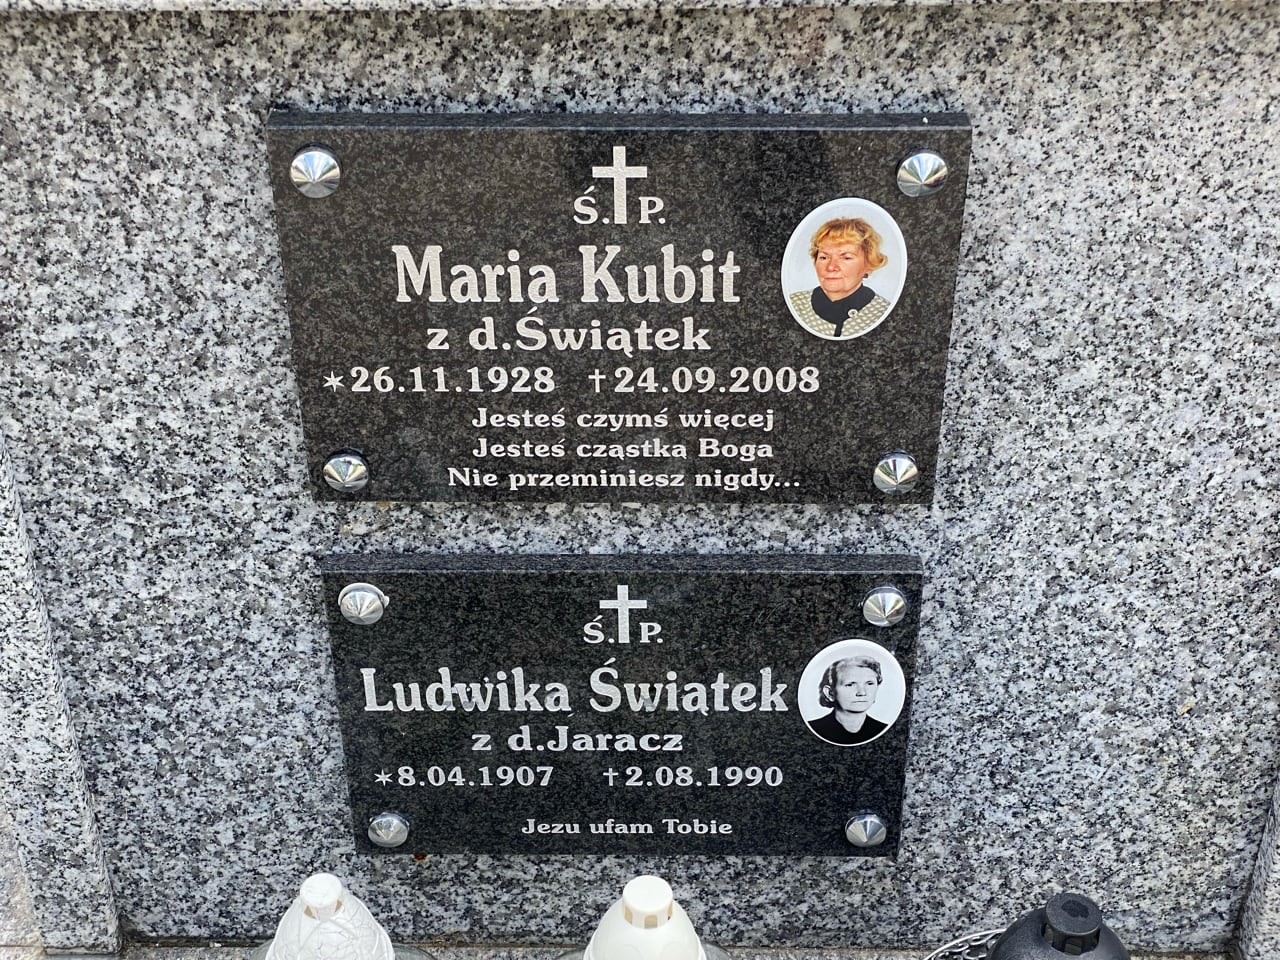 Ś.†P.
Maria Kubit
z d.Świątek
*26.11.1928 †24.09.2008
Jesteś czymś więcej
Jesteś cząstką Boga
Nie przeminiesz nigdy...
Ś.†P.
Ludwika Świątek
z d.Jaracz
*8.04.1907 †2.08.1990
Jezu ufam Tobie